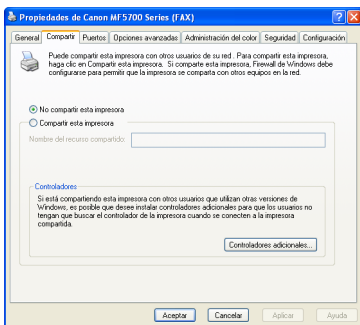 Propiedades de Canon MF5700 Series (FAX)
General Compartir Puertos Opciones avanzadas Administración del color Seguridad Configuración
Puede compartir esta impresora con otros usuarios de su red. Para compartir esta impresora,
haga clic en Compartir esta impresora. Si comparte esta impresora, Firewall de Windows debe
configurarse para permitir que la impresora se comparta con otros equipos en la red.
No compartir esta impresora
Compartir esta impresora
Nombre del recurso compartido:
Controladores
Si está compartiendo esta impresora con otros usuarios que utilizan otras versiones de
Windows, es posible que desee instalar controladores adicionales para que los usuarios no
tengan que buscar el controlador de la impresora cuando se conecten a la impresora
compartida.
Controladores adicionales...
Aceptar Cancelar Aplicar Ayuda